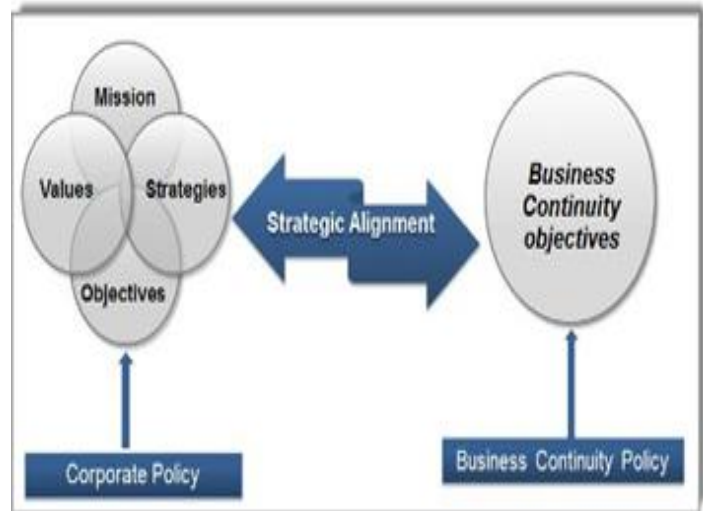 Mission
Values
Strategies
Objectives
Strategic Alignment
Business
Continuity
objectives
Corporate Policy
Business Continuity Policy